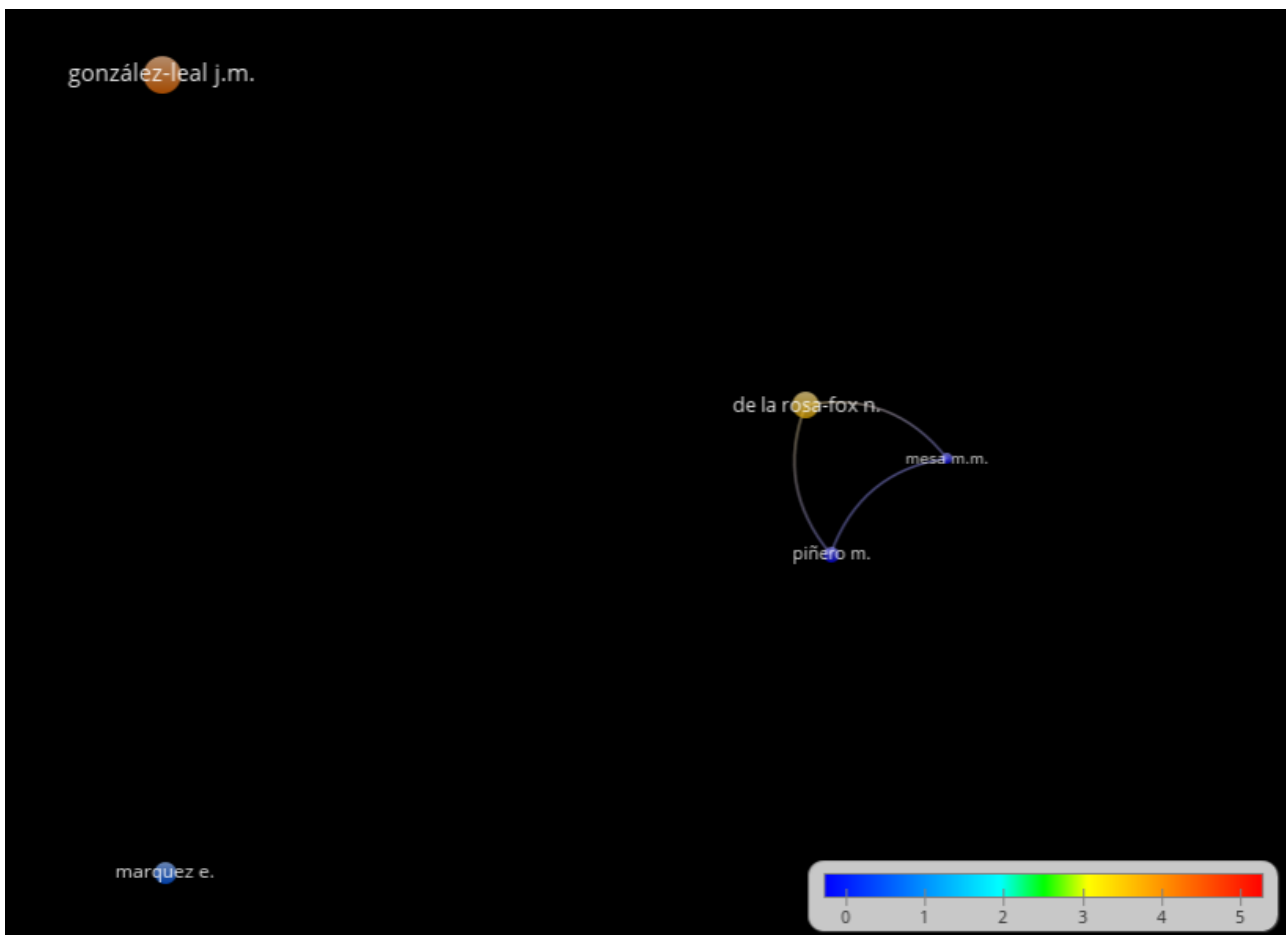 gonzález-leal j.m.
de la rosa-fox n.
mesa m.m.
piñero m.
marquez e.
0 1 2 3 4 5